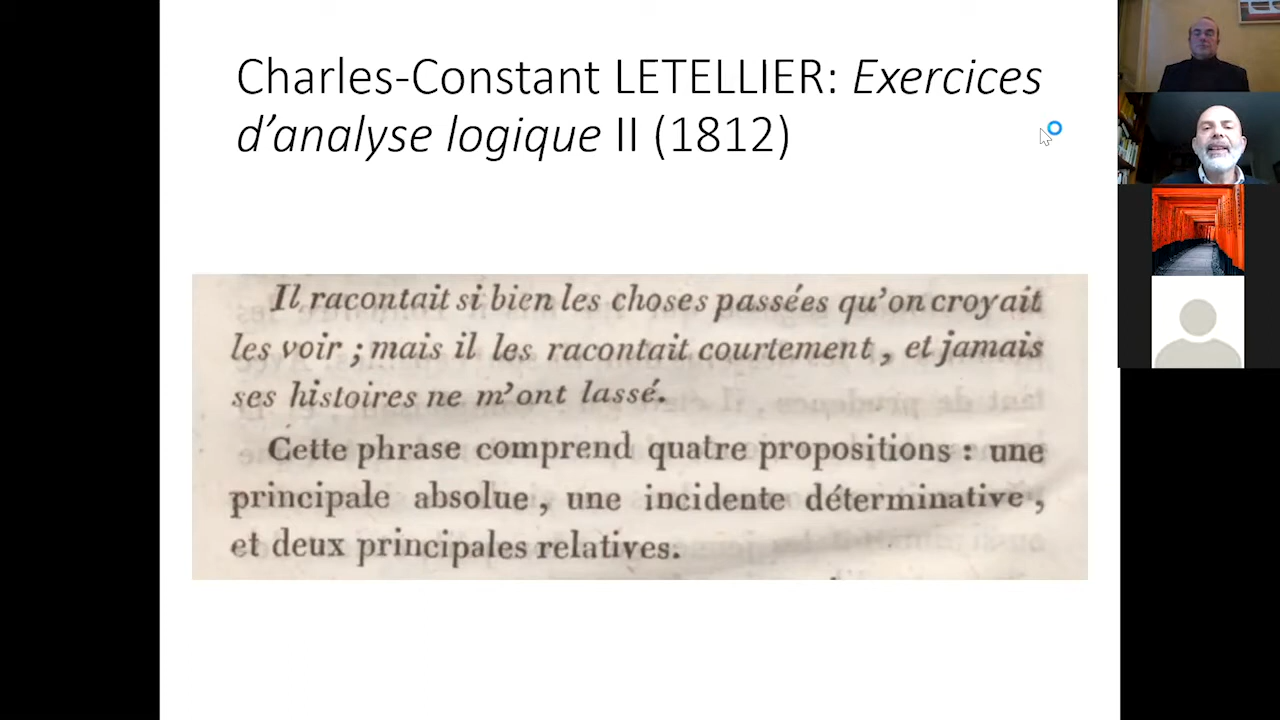 Charles-Constant LETELLIER: Exercices
d’analyse logique II (1812)
Il racontait si bien les choses passées qu’on croyait
les voir ; mais il les racontait courtement, et jamais
ses histoires ne m’ont lassé.
Cette phrase comprend quatre propositions : une
principale absolue, une incidente déterminative,
et deux principales relatives.